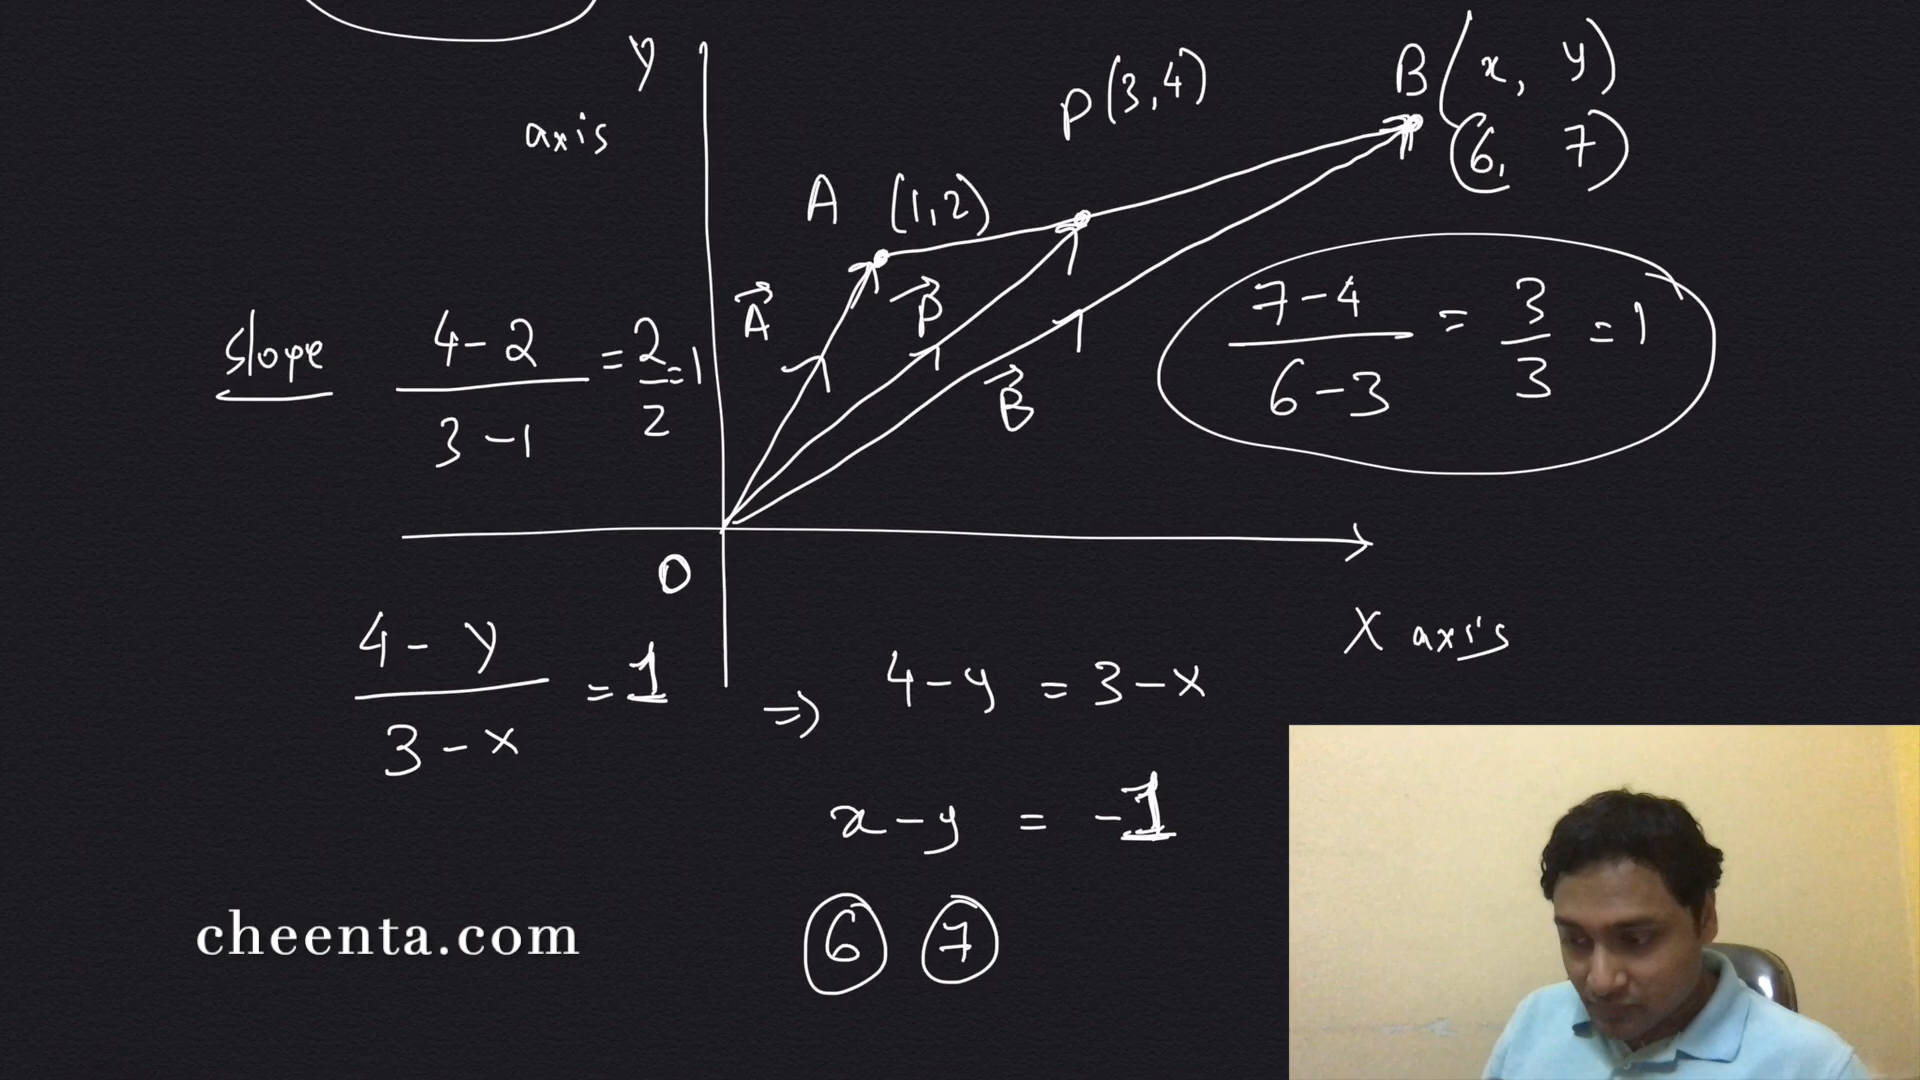 y
axis
P(3,4)
B (x, y)
(6, 7)
A (1,2)
A
P
B
slope 4-2 / 3-1 = 2/2 = 1
7-4 / 6-3 = 3/3 = 1
O
X axis
4-y / 3-x = 1 ⇒ 4-y = 3-x
x-y = -1
6 7
cheenta.com